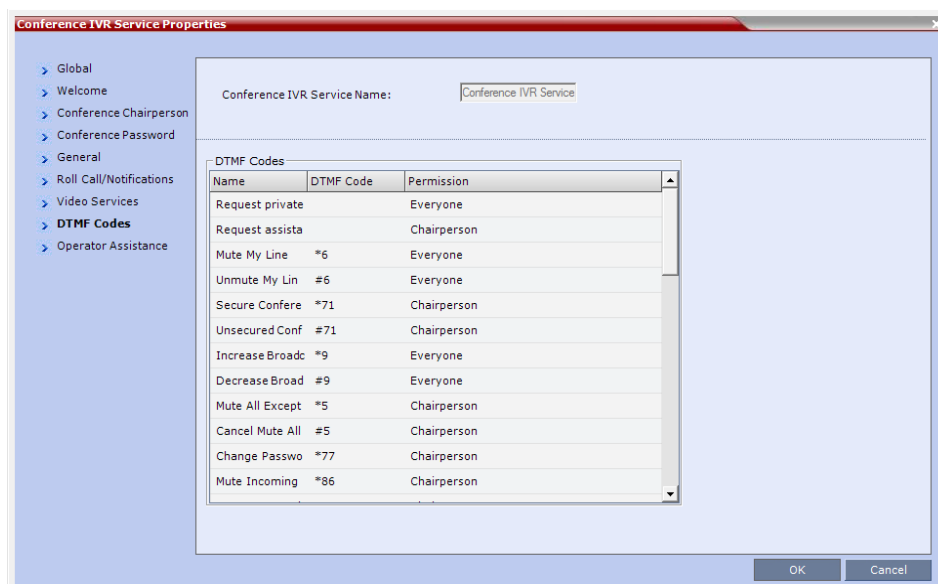 Conference IVR Service Properties
Global
Welcome
Conference Chairperson
Conference Password
General
Roll Call/Notifications
Video Services
DTMF Codes
Operator Assistance
Conference IVR Service Name: Conference IVR Service
DTMF Codes
Name DTMF Code Permission
Request private Everyone
Request assista Chairperson
Mute My Line *6 Everyone
Unmute My Lin #6 Everyone
Secure Confere *71 Chairperson
Unsecured Conf #71 Chairperson
Increase Broadc *9 Everyone
Decrease Broad #9 Everyone
Mute All Except *5 Chairperson
Cancel Mute All #5 Chairperson
Change Passwo *77 Chairperson
Mute Incoming *86 Chairperson
OK Cancel